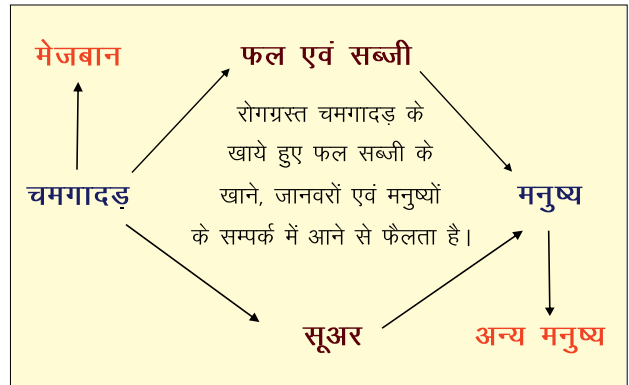 मेजबान
फल एवं सब्जी
रोगग्रस्त चमगादड़ के
खाये हुए फल सब्जी के
खाने, जानवरों एवं मनुष्यों
के सम्पर्क में आने से फैलता है।
चमगादड़
मनुष्य
सूअर
अन्य मनुष्य